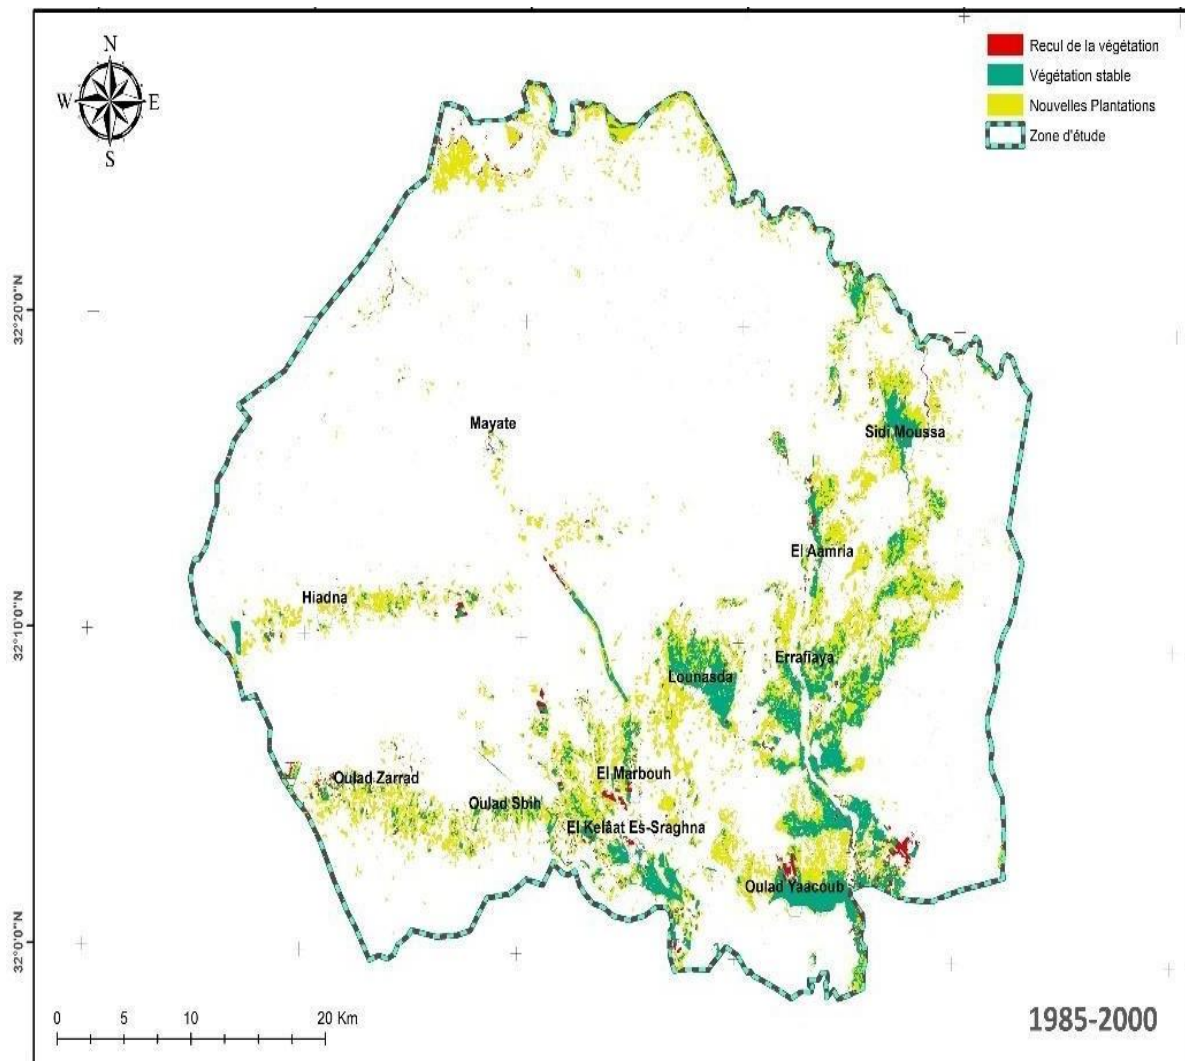 N
W E
S
Recul de la végétation
Végétation stable
Nouvelles Plantations
Zone d'étude
32°20'0"N
Mayate
Sidi Moussa
El Aamria
32°10'0"N
Hiadna
Errafiaya
Lounasda
Oulad Zarrad
El Marbouh
Oulad Sbih
El Kelâat Es-Sraghna
Oulad Yaacoub
32°0'0"N
0 5 10 20 Km
1985-2000